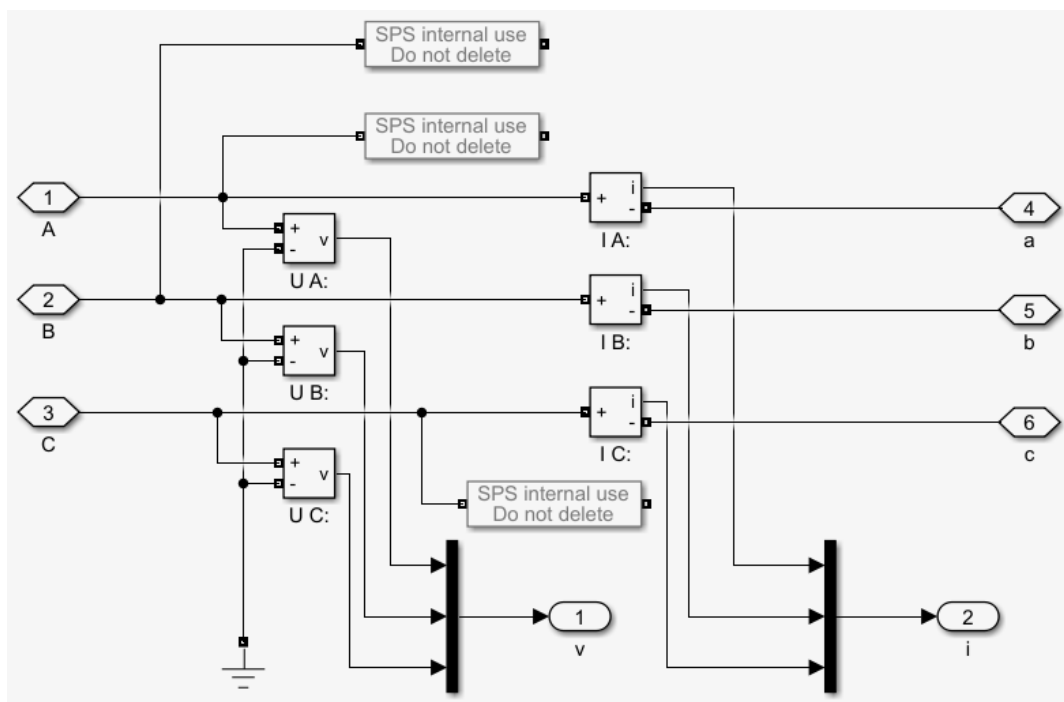 SPS internal use
Do not delete
SPS internal use
Do not delete
1
A
+
-
v
U A:
+
i
-
I A:
4
a
2
B
+
-
v
U B:
+
i
-
I B:
5
b
3
C
+
-
v
U C:
+
i
-
I C:
6
c
SPS internal use
Do not delete
1
v
2
i